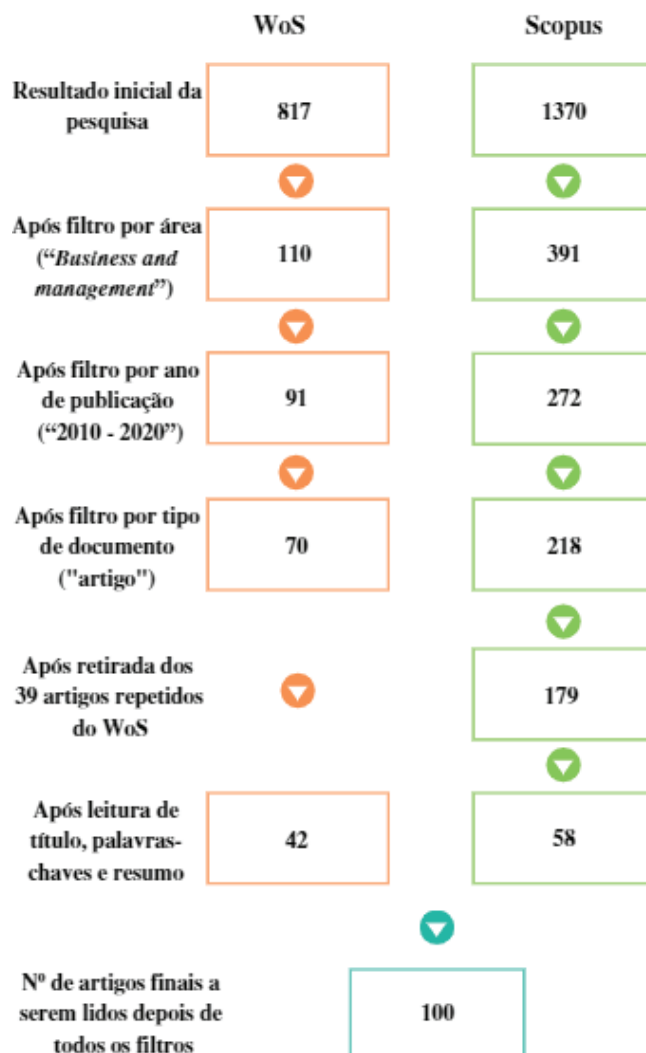 WoS
Scopus
Resultado inicial da
pesquisa
817
1370
Após filtro por área
(“Business and
management”)
110
391
Após filtro por ano
de publicação
(“2010 - 2020”)
91
272
Após filtro por tipo
de documento
("artigo")
70
218
Após retirada dos
39 artigos repetidos
do WoS
179
Após leitura de
título, palavras-
chaves e resumo
42
58
Nº de artigos finais a
serem lidos depois de
todos os filtros
100